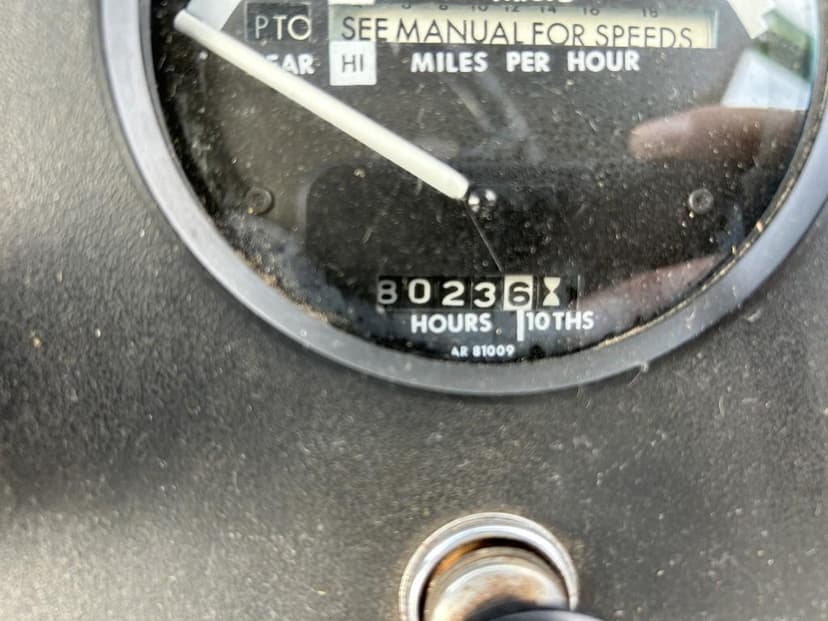 PTO SEE MANUAL FOR SPEEDS
HI MILES PER HOUR
80236
HOURS 10THS
AR 81009